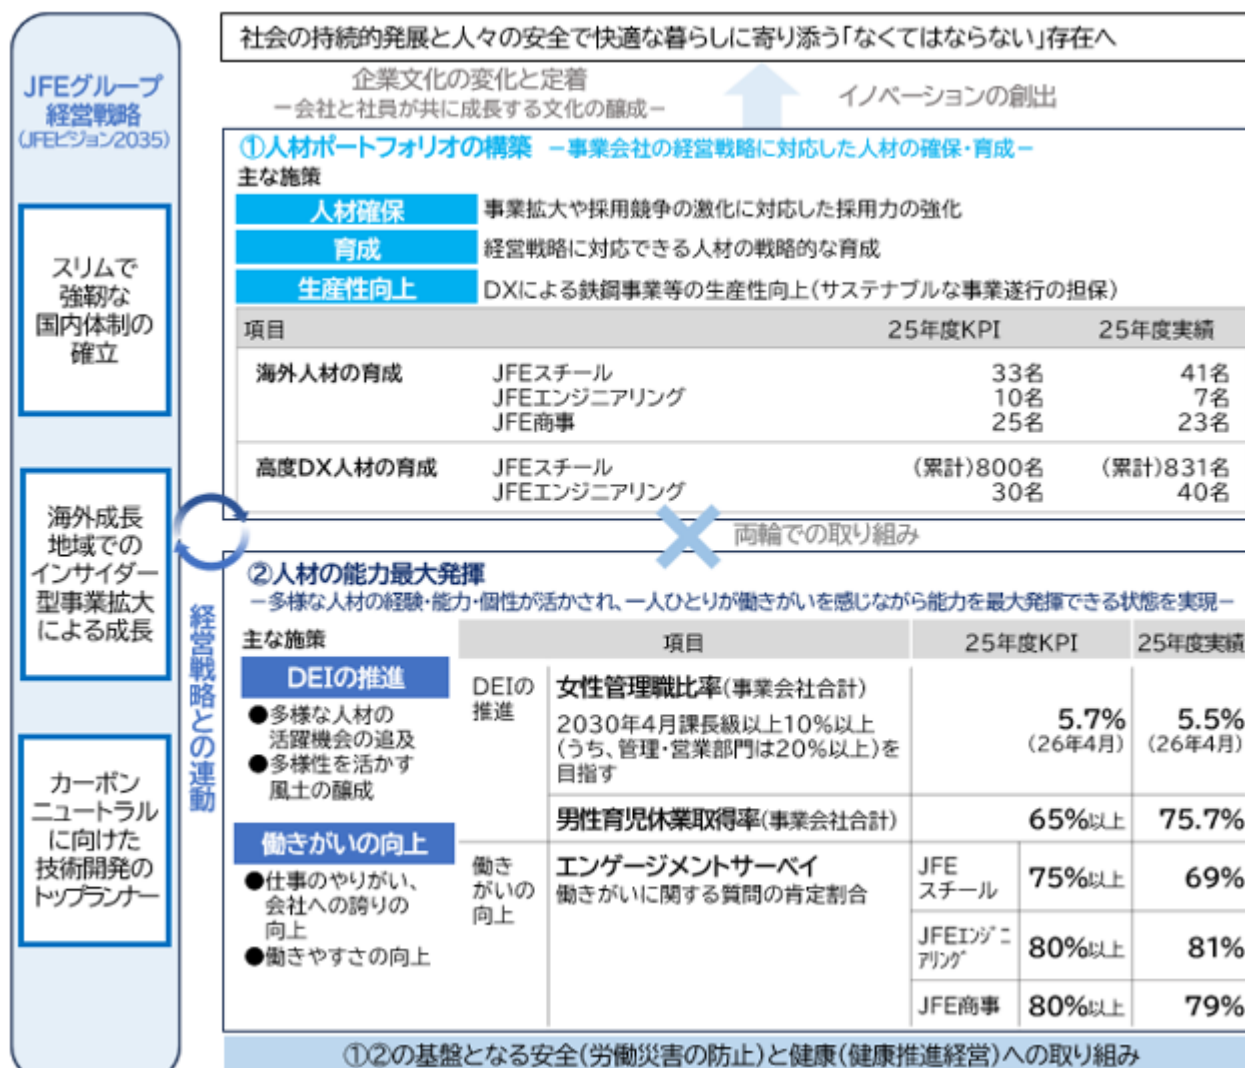 社会の持続的発展と人々の安全で快適な暮らしに寄り添う「なくてはならない」存在へ
企業文化の変化と定着
－会社と社員が共に成長する文化の醸成－
イノベーションの創出
JFEグループ
経営戦略
(JFEビジョン2035)
スリムで
強靭な
国内体制の
確立
海外成長
地域での
インサイダー
型事業拡大
による成長
カーボン
ニュートラル
に向けた
技術開発の
トップランナー
経営戦略との連動
①人材ポートフォリオの構築 －事業会社の経営戦略に対応した人材の確保・育成－
主な施策
人材確保 事業拡大や採用競争の激化に対応した採用力の強化
育成 経営戦略に対応できる人材の戦略的な育成
生産性向上 DXによる鉄鋼事業等の生産性向上(サステナブルな事業遂行の担保)
項目 25年度KPI 25年度実績
海外人材の育成 JFEスチール 33名 41名
JFEエンジニアリング 10名 7名
JFE商事 25名 23名
高度DX人材の育成 JFEスチール (累計)800名 (累計)831名
JFEエンジニアリング 30名 40名
両輪での取り組み
②人材の能力最大発揮
－多様な人材の経験・能力・個性が活かされ、一人ひとりが働きがいを感じながら能力を最大発揮できる状態を実現－
主な施策
DEIの推進
●多様な人材の
活躍機会の追及
●多様性を活かす
風土の醸成
働きがいの向上
●仕事のやりがい、
会社への誇りの
向上
●働きやすさの向上
項目 25年度KPI 25年度実績
DEIの
推進
女性管理職比率(事業会社合計)
2030年4月課長級以上10%以上
(うち、管理・営業部門は20%以上)を
目指す
5.7% 5.5%
(26年4月) (26年4月)
男性育児休業取得率(事業会社合計) 65%以上 75.7%
働き
がいの
向上
エンゲージメントサーベイ
働きがいに関する質問の肯定割合
JFE
スチール 75%以上 69%
JFEエンジニ
アリング 80%以上 81%
JFE商事 80%以上 79%
①②の基盤となる安全(労働災害の防止)と健康(健康推進経営)への取り組み